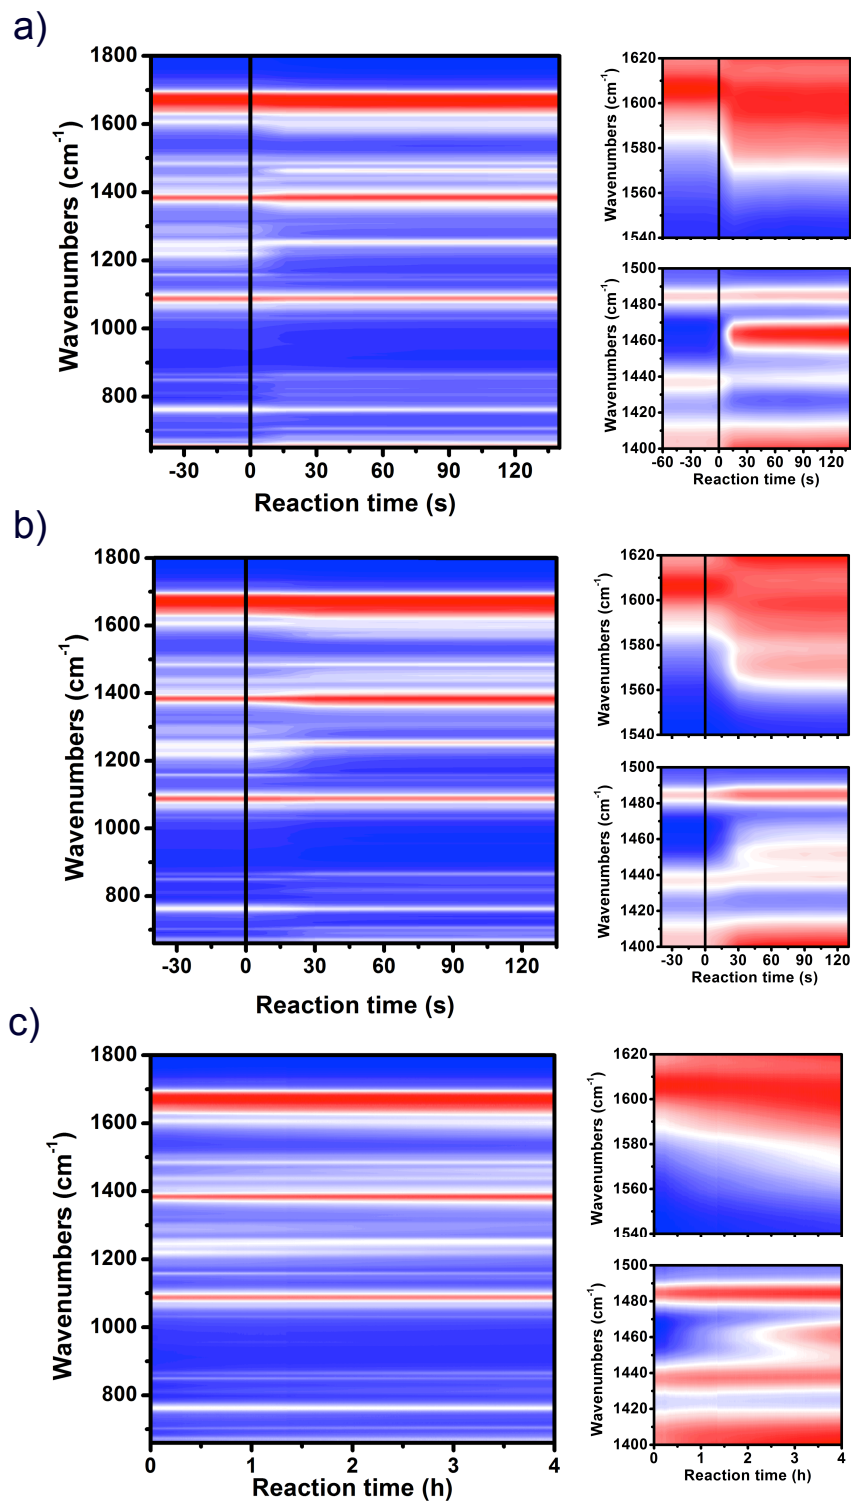 a)
1800
1600
1400
1200
1000
800
Wavenumbers (cm-1)
-30 0 30 60 90 120
Reaction time (s)
1620
1600
1580
1560
1540
Wavenumbers (cm-1)
1500
1480
1460
1440
1420
1400
Wavenumbers (cm-1)
-60 -30 0 30 60 90 120
Reaction time (s)
b)
1800
1600
1400
1200
1000
800
Wavenumbers (cm-1)
-30 0 30 60 90 120
Reaction time (s)
1620
1600
1580
1560
1540
Wavenumbers (cm-1)
1500
1480
1460
1440
1420
1400
Wavenumbers (cm-1)
-30 0 30 60 90 120
Reaction time (s)
c)
1800
1600
1400
1200
1000
800
Wavenumbers (cm-1)
0 1 2 3 4
Reaction time (h)
1620
1600
1580
1560
1540
Wavenumbers (cm-1)
1500
1480
1460
1440
1420
1400
Wavenumbers (cm-1)
0 1 2 3 4
Reaction time (h)